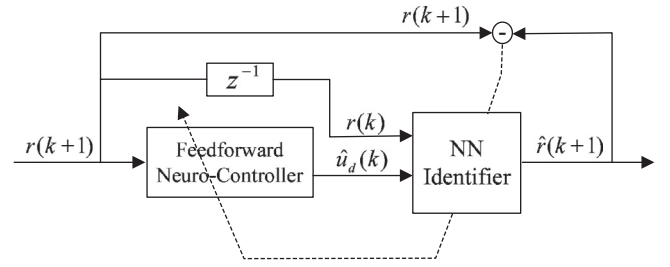 r(k+1)
-
z⁻¹
r(k+1)
Feedforward
Neuro-Controller
r(k)
û_d(k)
NN
Identifier
r̂(k+1)